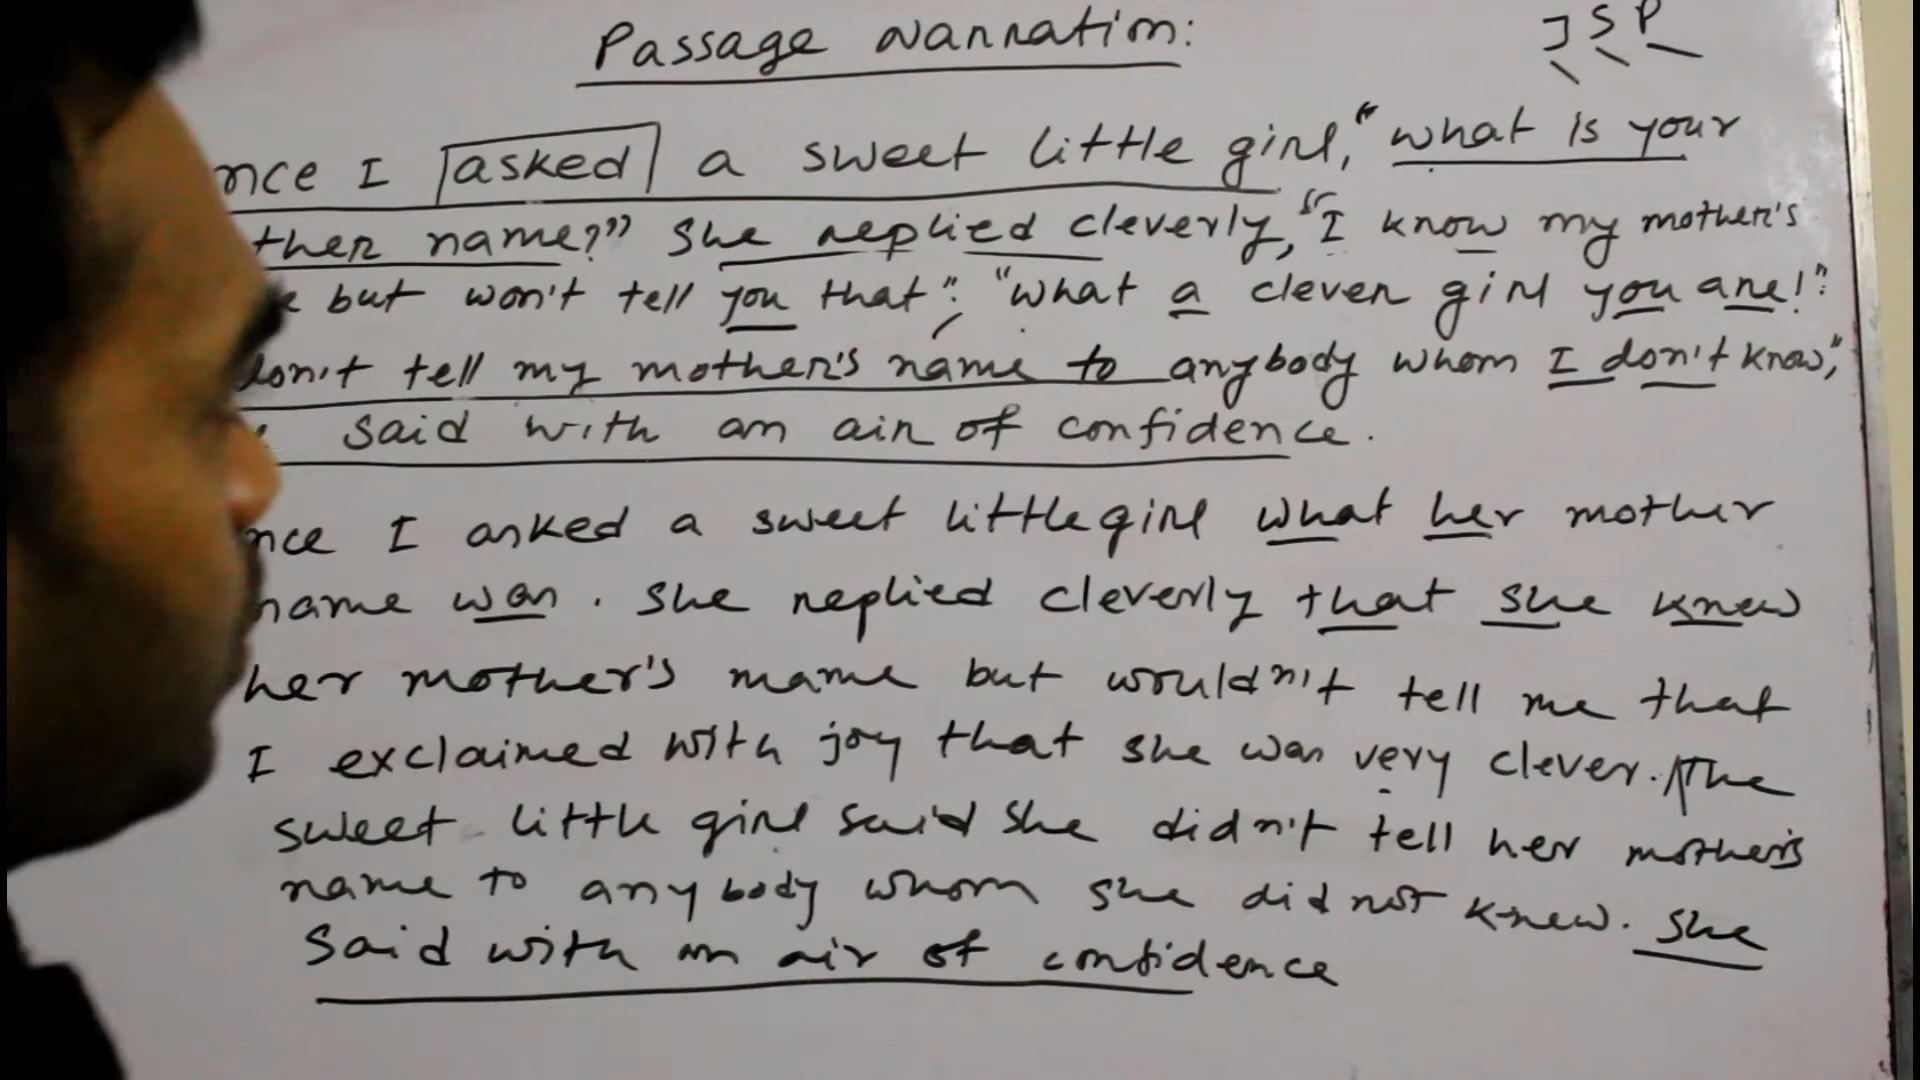 Passage Narration:
J S P
nce I asked a sweet little girl, "what is your
ther name?" She replied cleverly, "I know my mother's
e but won't tell you that". "What a clever girl you are!"
don't tell my mother's name to anybody whom I don't know",
said with an air of confidence.
nce I asked a sweet little girl what her mother
name was. She replied cleverly that she knew
her mother's name but wouldn't tell me that
I exclaimed with joy that she was very clever. The
sweet little girl said she didn't tell her mother's
name to anybody whom she did not knew. She
said with an air of confidence